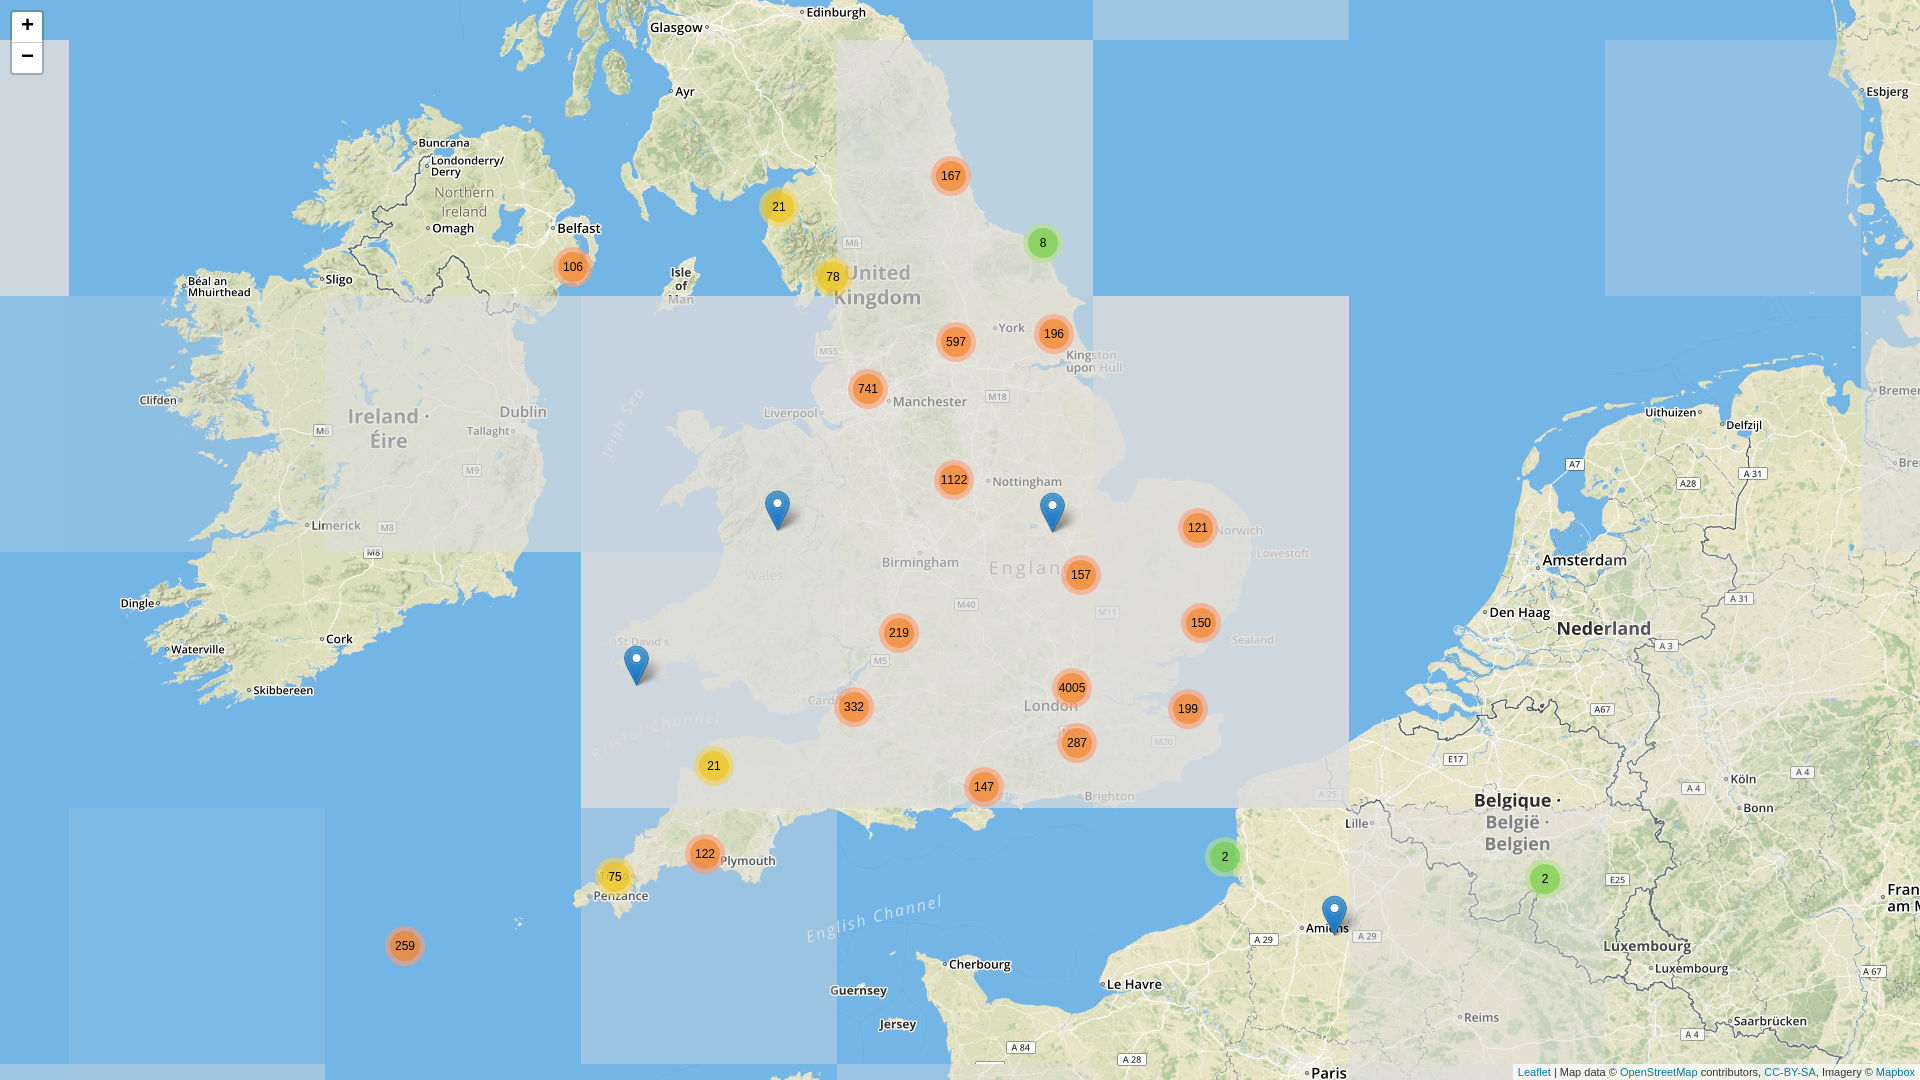 +
−
Glasgow
Edinburgh
Ayr
Esbjerg
Buncrana
Londonderry/
Derry
Northern
Ireland
Omagh
Belfast
167
21
8
106
78
M6
United
Kingdom
Isle
of
Man
Sligo
Béal an
Mhuirthead
York
196
597
M55
Kingston
upon Hull
741
Manchester
M18
Liverpool
Irish Sea
Clifden
Ireland ·
Éire
Dublin
Tallaght
M6
M9
Uithuizen
Delfzijl
A7
A 31
A28
1122
Nottingham
Limerick
M8
M8
121
Norwich
Lowestoft
Birmingham
England
157
Wales
Amsterdam
Dingle
M40
M11
Den Haag
A 31
150
219
Nederland
Sealand
Cork
Waterville
St David's
M5
A 3
Skibbereen
4005
London
Cardiff
332
199
A67
Bristol Channel
287
M20
E17
21
147
Brighton
A 25
Köln
A 4
A 4
Bonn
Belgique ·
België ·
Belgien
Lille
122
Plymouth
2
75
Penzance
2
E25
English Channel
Amiens
A 29
A 29
259
Luxembourg
Luxembourg
Cherbourg
A 67
Le Havre
Guernsey
Jersey
Reims
Saarbrücken
A 4
A 84
A 28
Paris
Leaflet | Map data © OpenStreetMap contributors, CC-BY-SA, Imagery © Mapbox